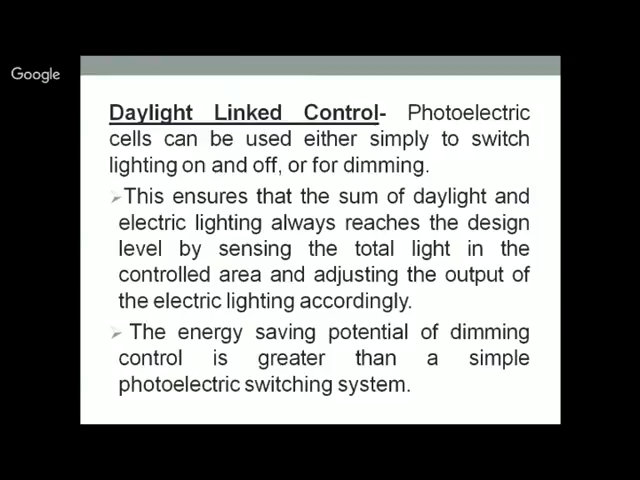 Google
Daylight Linked Control- Photoelectric
cells can be used either simply to switch
lighting on and off, or for dimming.
This ensures that the sum of daylight and
electric lighting always reaches the design
level by sensing the total light in the
controlled area and adjusting the output of
the electric lighting accordingly.
The energy saving potential of dimming
control is greater than a simple
photoelectric switching system.